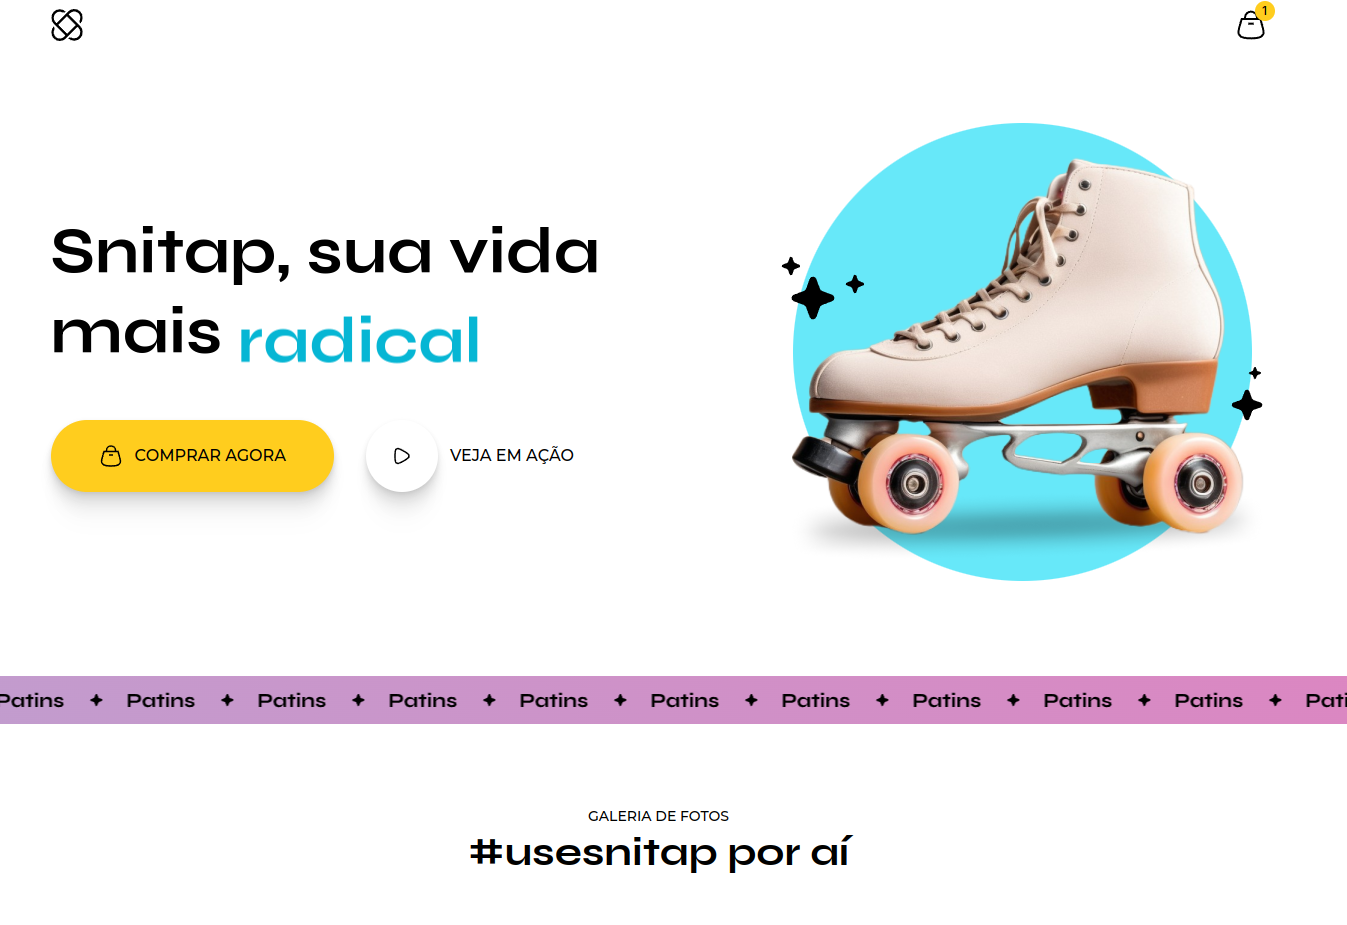 1
Snitap, sua vida
mais radical
COMPRAR AGORA
VEJA EM AÇÃO
Patins Patins Patins Patins Patins Patins Patins Patins Patins Patins Pati
GALERIA DE FOTOS
#usesnitap por aí